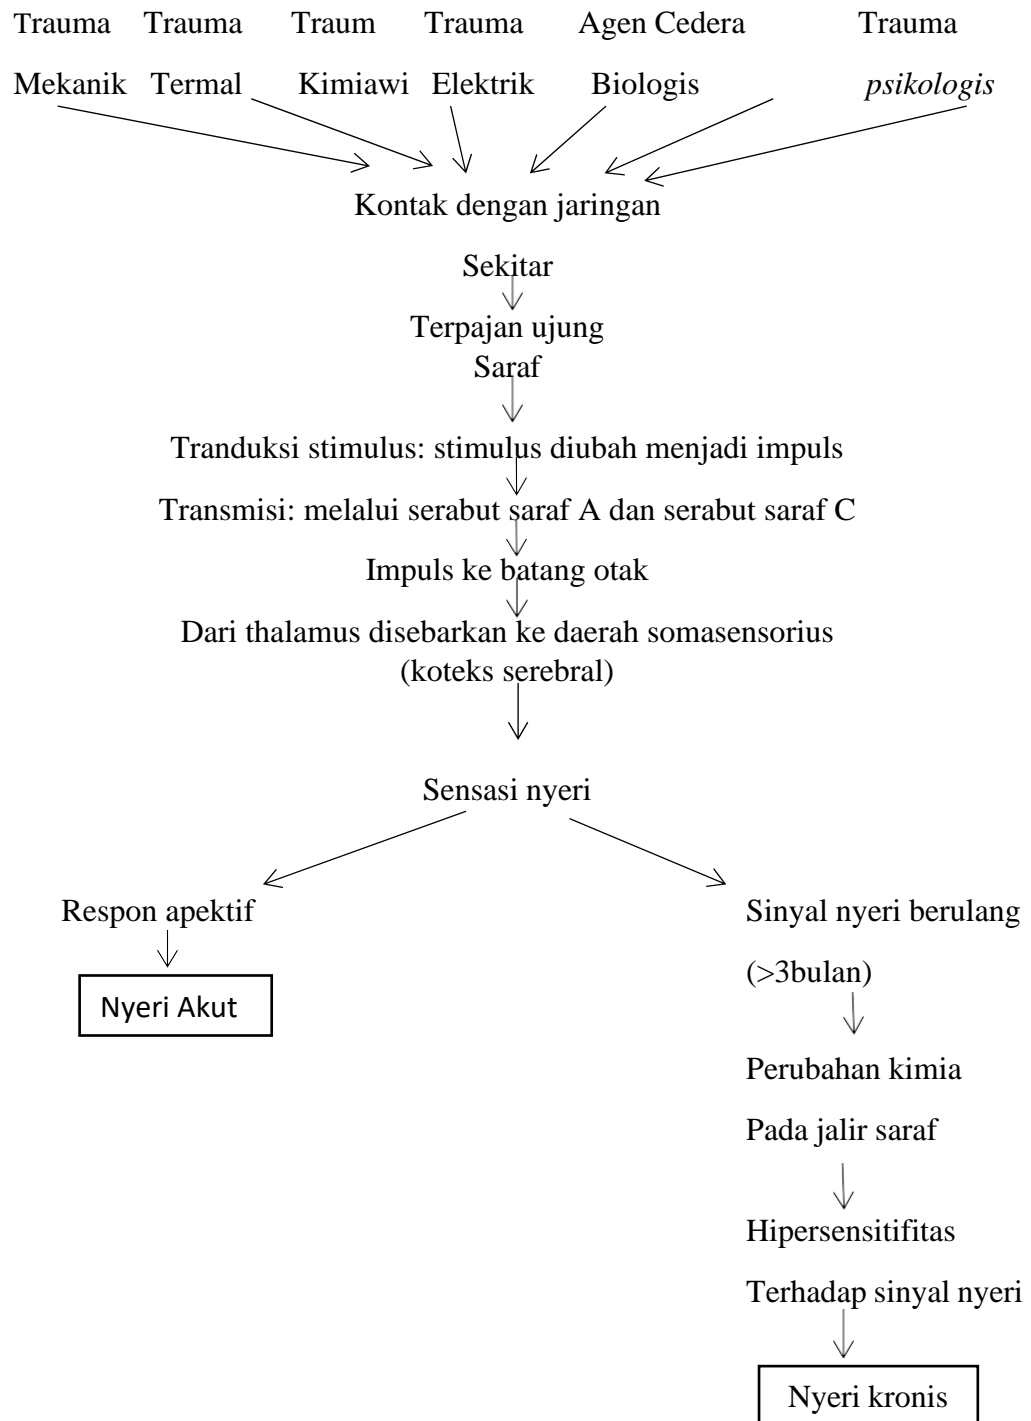 Trauma Trauma Traum Trauma Agen Cedera Trauma
Mekanik Termal Kimiawi Elektrik Biologis psikologis
Kontak dengan jaringan
Sekitar
Terpajan ujung
Saraf
Tranduksi stimulus: stimulus diubah menjadi impuls
Transmisi: melalui serabut saraf A dan serabut saraf C
Impuls ke batang otak
Dari thalamus disebarkan ke daerah somasensorius
(koteks serebral)
Sensasi nyeri
Respon apektif
Nyeri Akut
Sinyal nyeri berulang
(>3bulan)
Perubahan kimia
Pada jalir saraf
Hipersensitifitas
Terhadap sinyal nyeri
Nyeri kronis